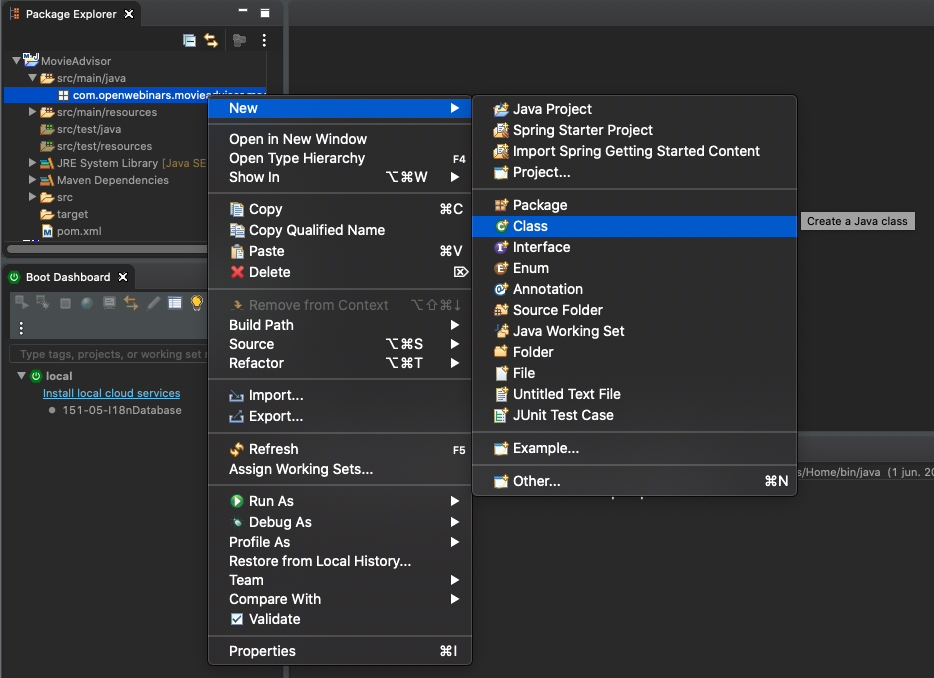 Package Explorer
MovieAdvisor
src/main/java
com.openwebinars.movieadvisor
src/main/resources
src/test/java
src/test/resources
JRE System Library [Java SE
Maven Dependencies
src
target
pom.xml
Boot Dashboard
Type tags, projects, or working set
local
Install local cloud services
151-05-I18nDatabase
New
Open in New Window
Open Type Hierarchy F4
Show In ⌥⌘W
Copy ⌘C
Copy Qualified Name
Paste ⌘V
Delete ⌦
Remove from Context ⌥⇧⌘↓
Build Path
Source ⌥⌘S
Refactor ⌥⌘T
Import...
Export...
Refresh F5
Assign Working Sets...
Run As
Debug As
Profile As
Restore from Local History...
Team
Compare With
Validate
Properties ⌘I
Java Project
Spring Starter Project
Import Spring Getting Started Content
Project...
Package
Class
Interface
Enum
Annotation
Source Folder
Java Working Set
Folder
File
Untitled Text File
JUnit Test Case
Example...
Other... ⌘N
Create a Java class
s/Home/bin/java (1 jun. 20